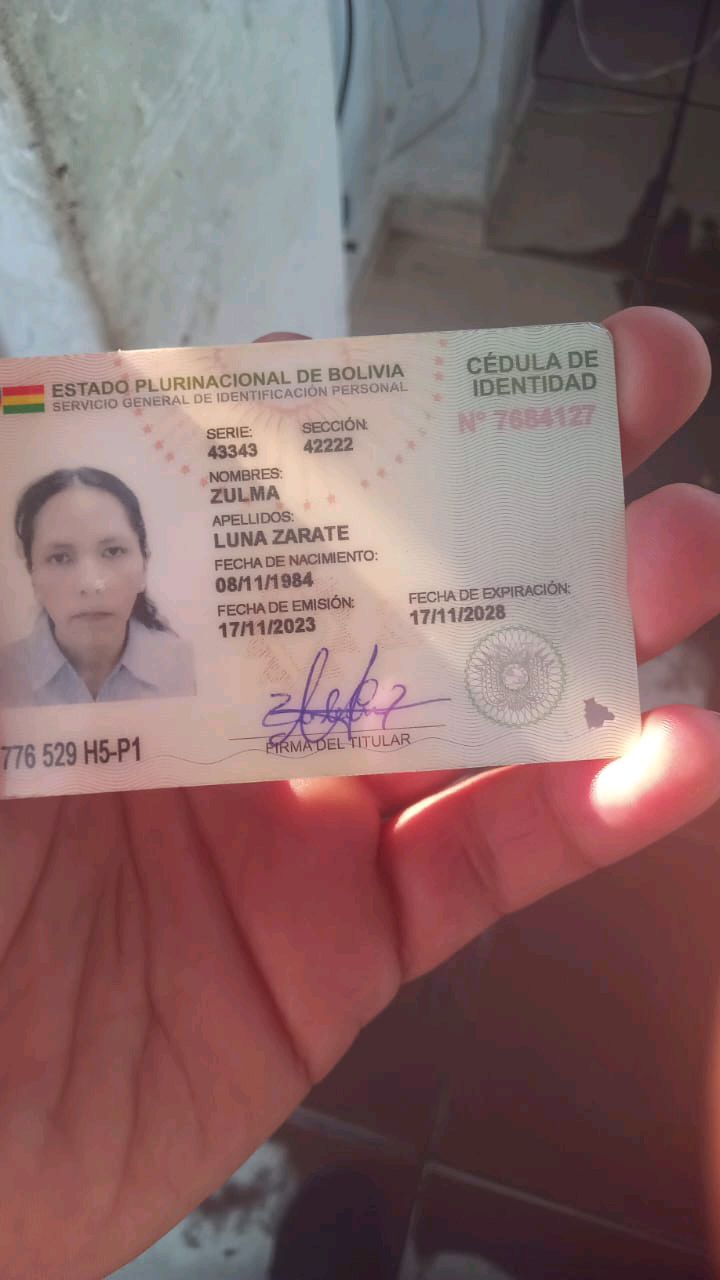 ESTADO PLURINACIONAL DE BOLIVIA
SERVICIO GENERAL DE IDENTIFICACIÓN PERSONAL
CÉDULA DE
IDENTIDAD
Nº 7684127
SERIE:
43343
SECCIÓN:
42222
NOMBRES:
ZULMA
APELLIDOS:
LUNA ZARATE
FECHA DE NACIMIENTO:
08/11/1984
FECHA DE EMISIÓN:
17/11/2023
FECHA DE EXPIRACIÓN:
17/11/2028
FIRMA DEL TITULAR
776 529 H5-P1